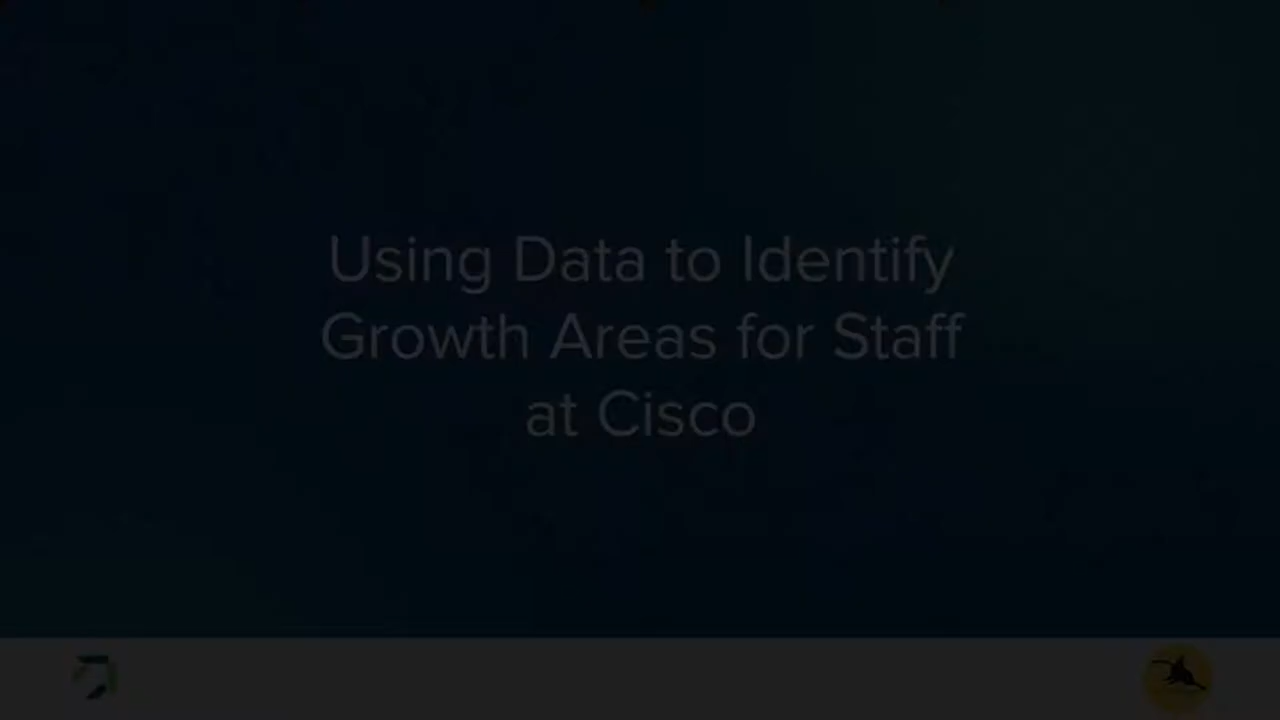 Using Data to Identify
Growth Areas for Staff
at Cisco